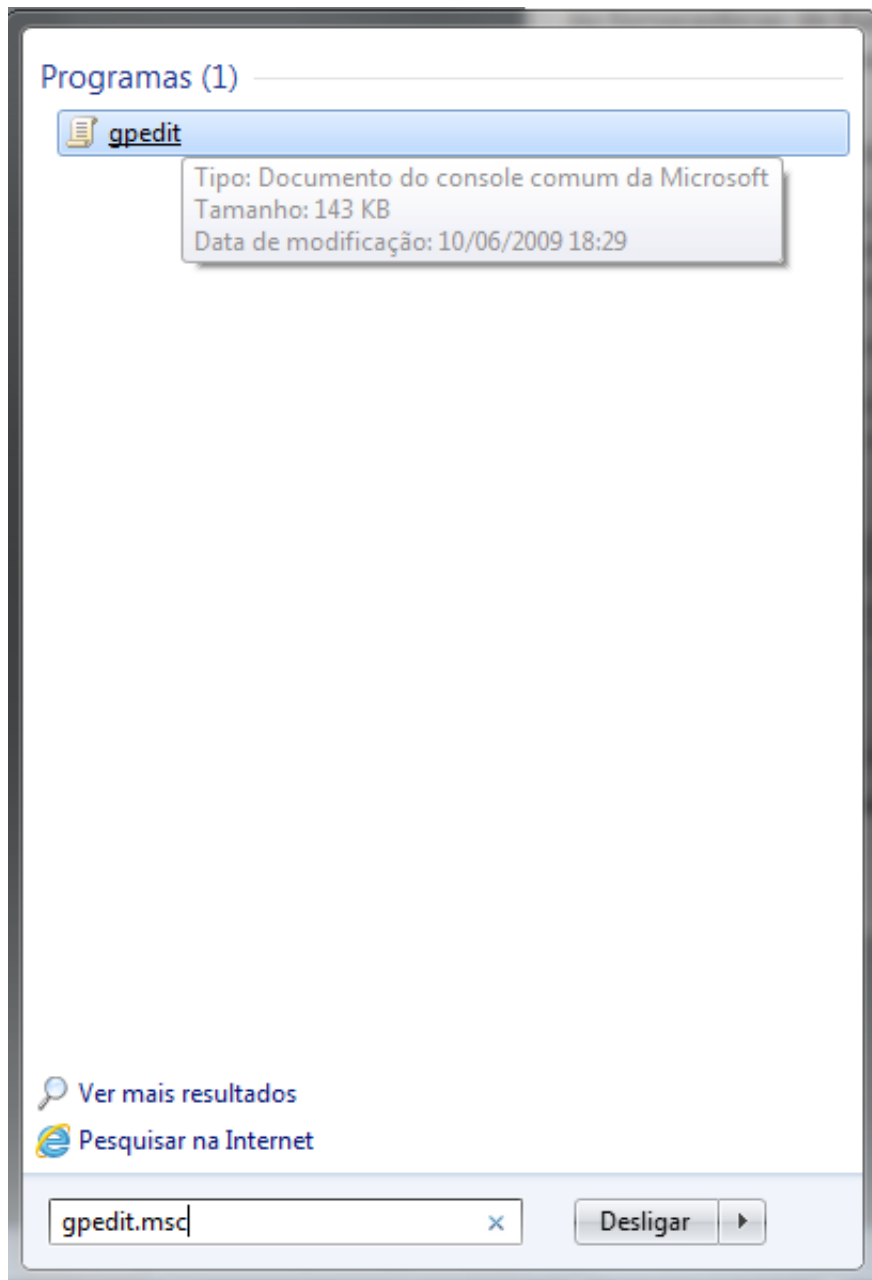 Programas (1)
gpedit
Tipo: Documento do console comum da Microsoft
Tamanho: 143 KB
Data de modificação: 10/06/2009 18:29
Ver mais resultados
Pesquisar na Internet
gpedit.msc
Desligar